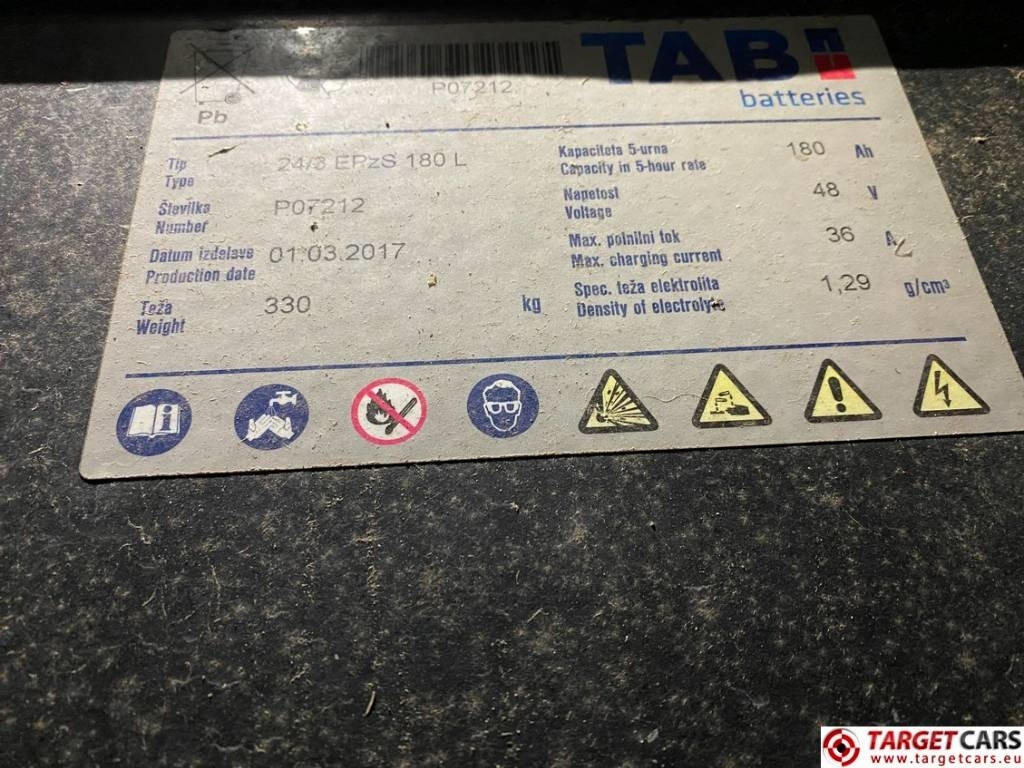 TAB
batteries
P07212
Pb
Tip
Type
24/3 EPzS 180 L
Številka
Number
P07212
Datum izdelave
Production date
01.03.2017
Teža
Weight
330 kg
Kapaciteta 5-urna
Capacity in 5-hour rate
180 Ah
Napetost
Voltage
48 V
Max. polnilni tok
Max. charging current
36 A
Spec. teža elektrolita
Density of electrolyte
1,29 g/cm³
TARGETCARS
www.targetcars.eu